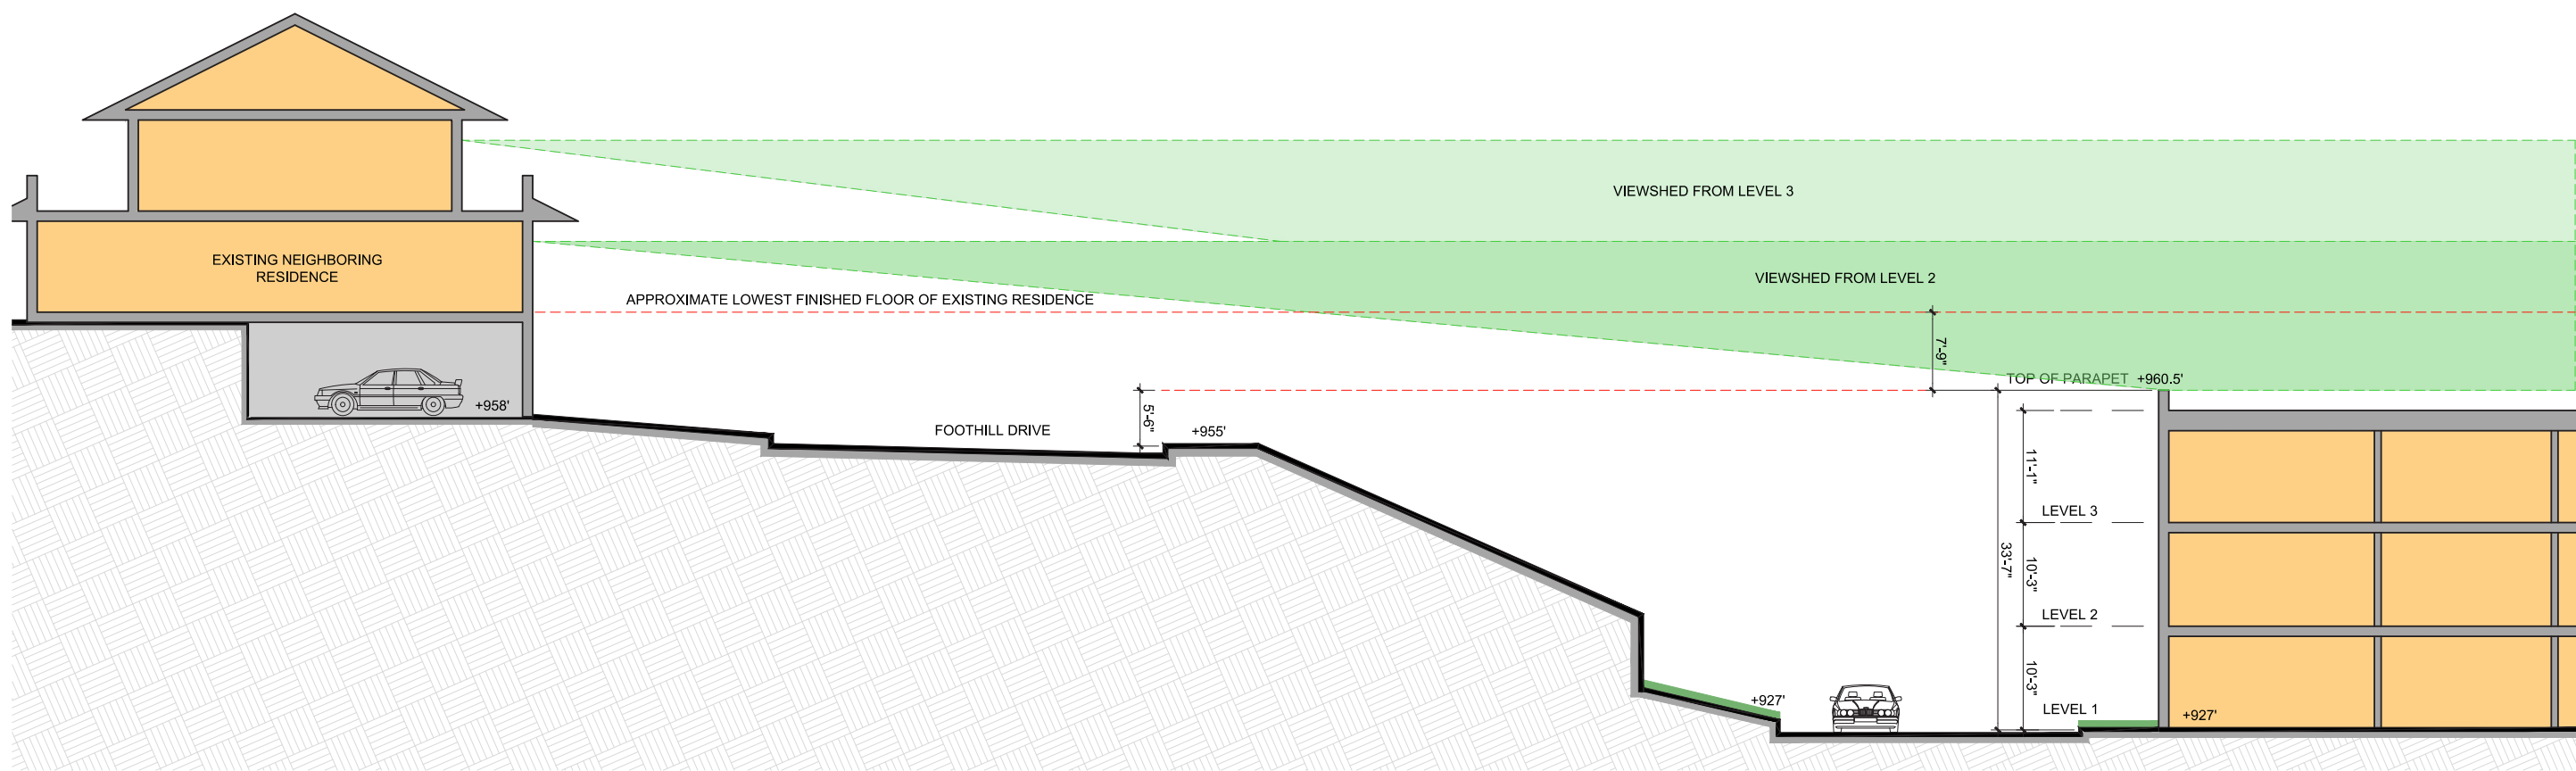 VIEWSHED FROM LEVEL 3
EXISTING NEIGHBORING
RESIDENCE
VIEWSHED FROM LEVEL 2
APPROXIMATE LOWEST FINISHED FLOOR OF EXISTING RESIDENCE
7'-9"
TOP OF PARAPET +960.5'
+958'
5'-6"
FOOTHILL DRIVE
+955'
11'-1"
LEVEL 3
33'-7"
10'-3"
LEVEL 2
10'-3"
+927'
LEVEL 1
+927'